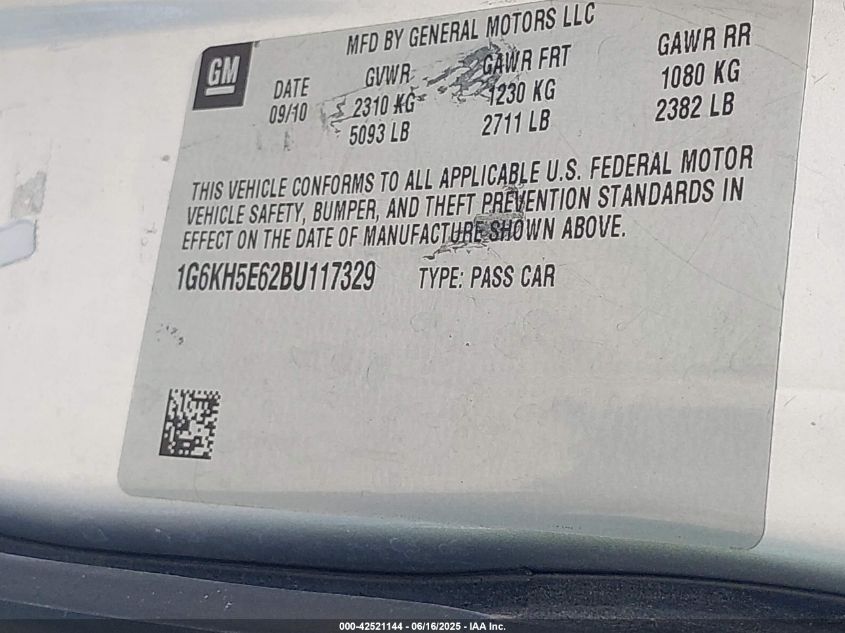 MFD BY GENERAL MOTORS LLC
GM
DATE GVWR GAWR FRT GAWR RR
09/10 2310 KG 1230 KG 1080 KG
5093 LB 2711 LB 2382 LB
THIS VEHICLE CONFORMS TO ALL APPLICABLE U.S. FEDERAL MOTOR
VEHICLE SAFETY, BUMPER, AND THEFT PREVENTION STANDARDS IN
EFFECT ON THE DATE OF MANUFACTURE SHOWN ABOVE.
1G6KH5E62BU117329 TYPE: PASS CAR
000-42521144 - 06/16/2025 - IAA Inc.